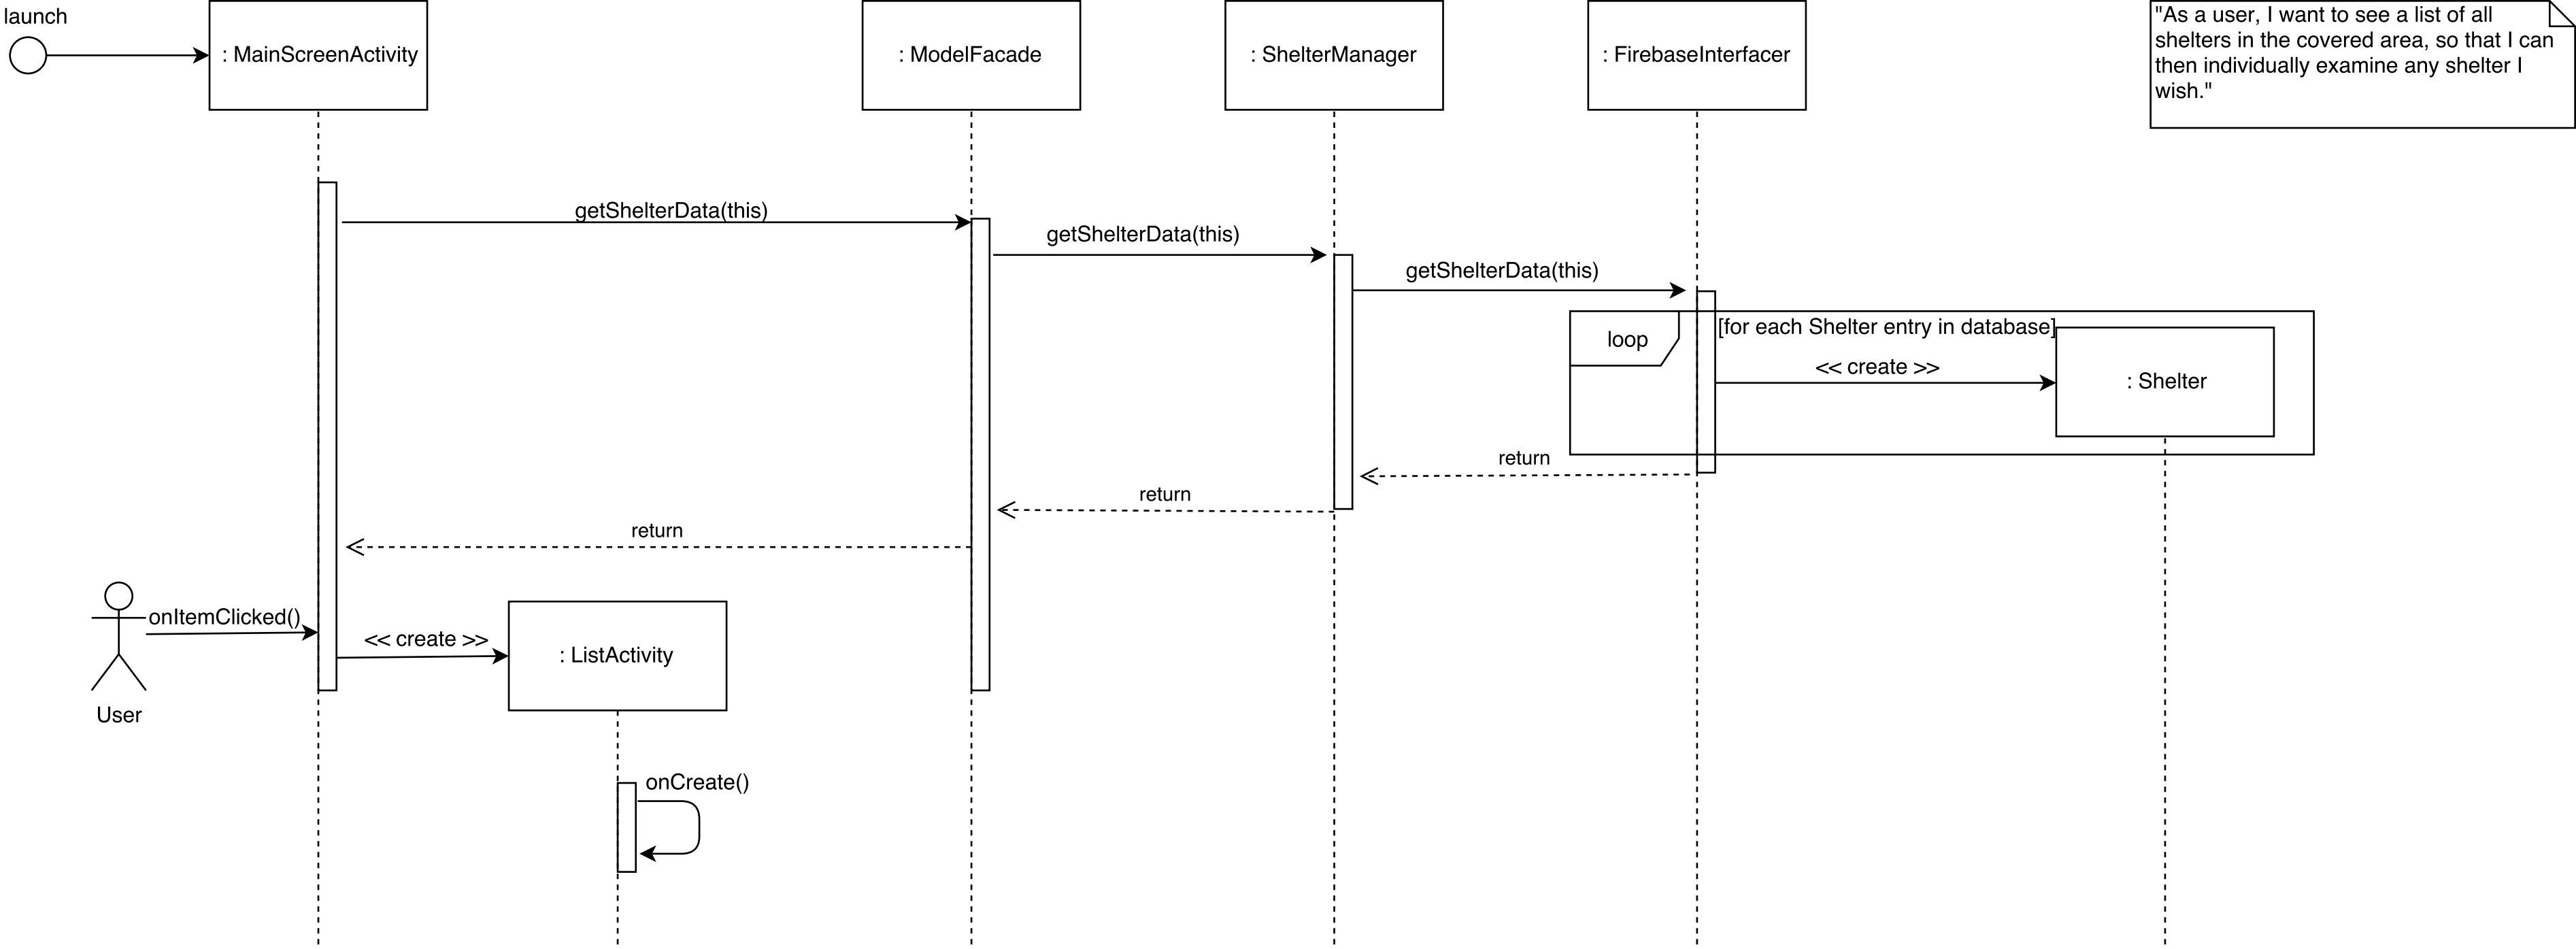 launch
: MainScreenActivity
: ModelFacade
: ShelterManager
: FirebaseInterfacer
"As a user, I want to see a list of all
shelters in the covered area, so that I can
then individually examine any shelter I
wish."
getShelterData(this)
getShelterData(this)
getShelterData(this)
loop
[for each Shelter entry in database]
<< create >>
: Shelter
return
return
return
onItemClicked()
<< create >>
: ListActivity
User
onCreate()